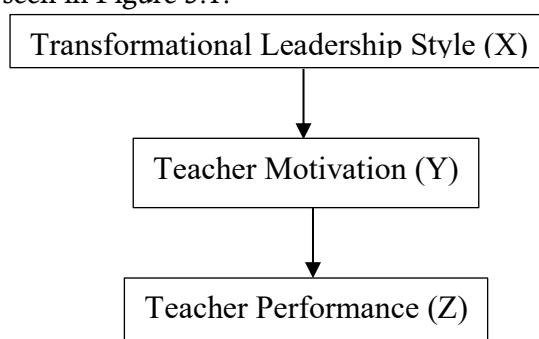 seen in Figure 3.1.
Transformational Leadership Style (X)
Teacher Motivation (Y)
Teacher Performance (Z)